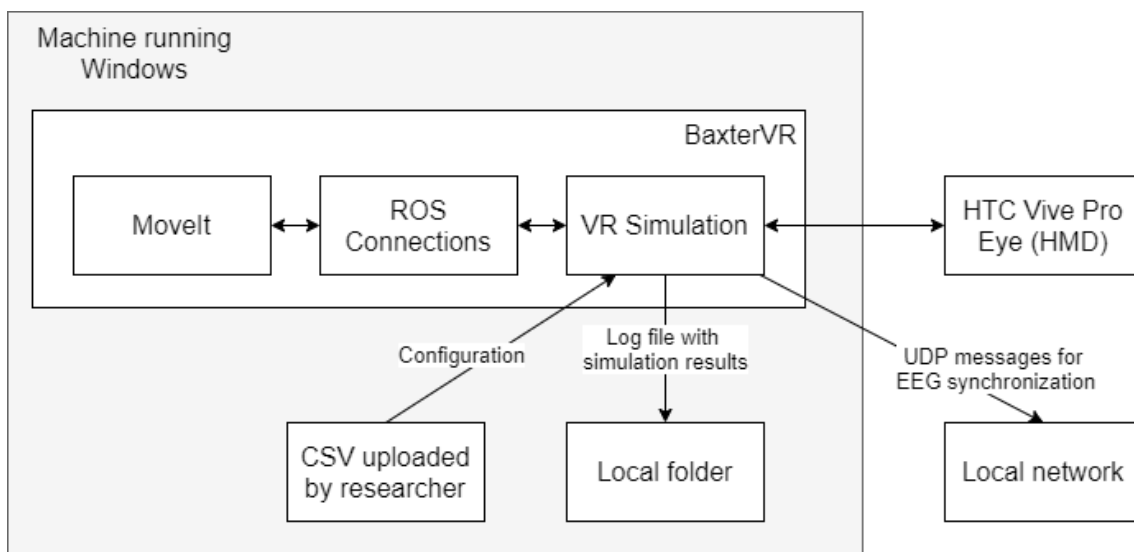 Machine running
Windows
BaxterVR
MoveIt
ROS
Connections
VR Simulation
HTC Vive Pro
Eye (HMD)
Configuration
Log file with
simulation results
UDP messages for
EEG synchronization
CSV uploaded
by researcher
Local folder
Local network